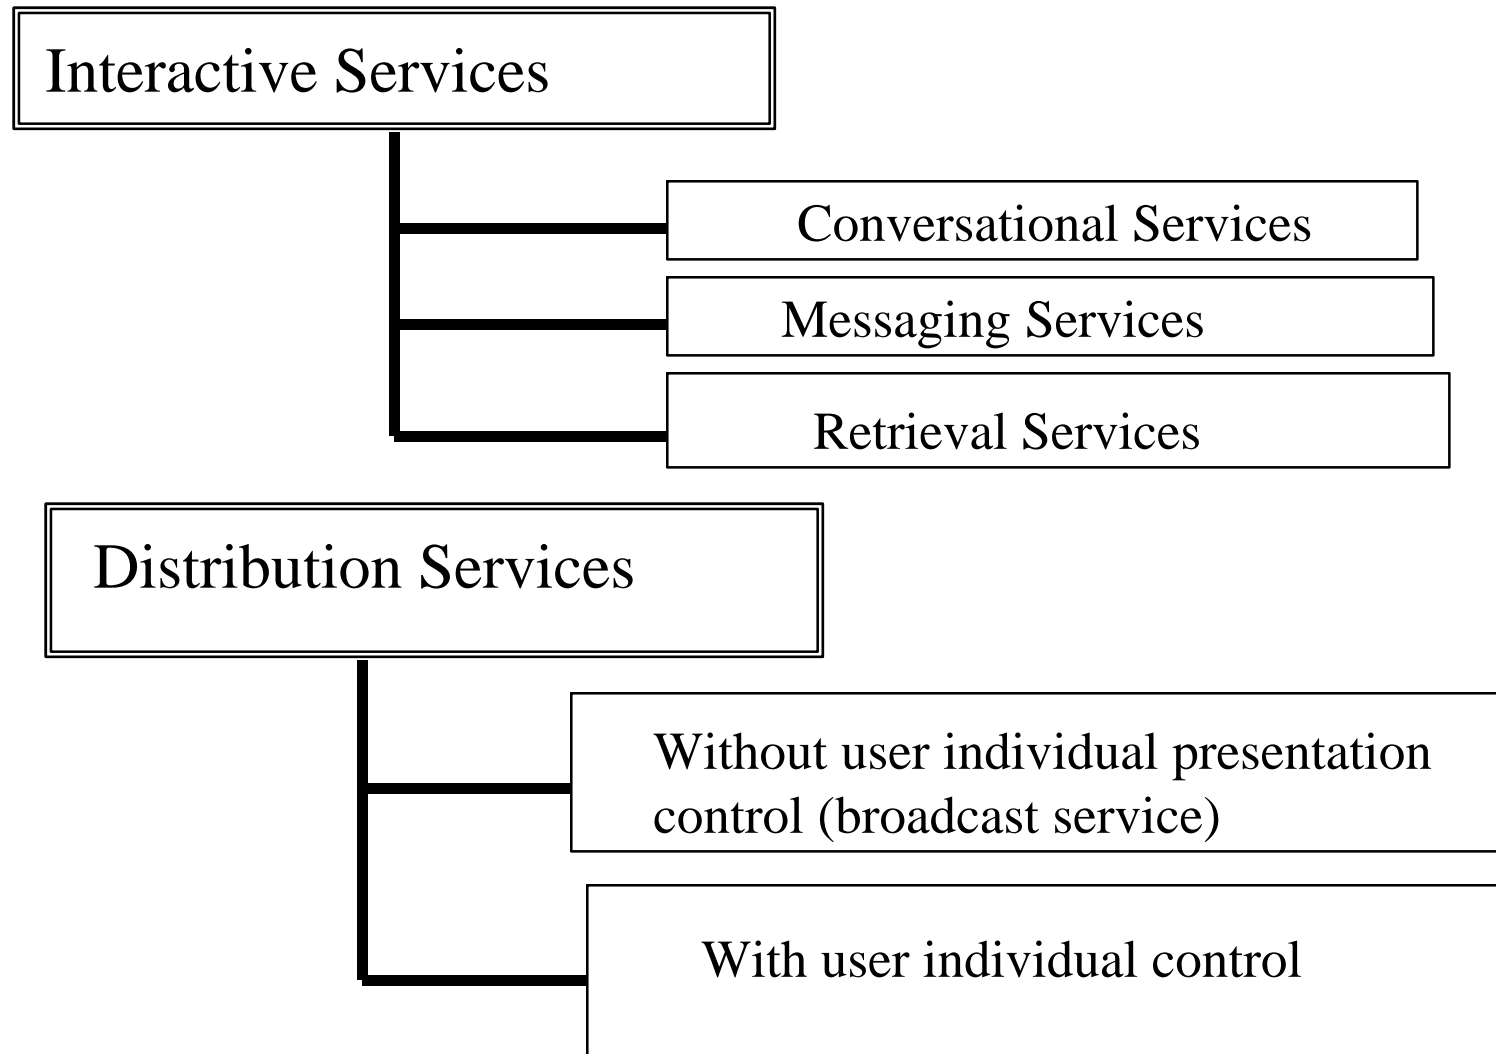 Interactive Services
Conversational Services
Messaging Services
Retrieval Services
Distribution Services
Without user individual presentation
control (broadcast service)
With user individual control